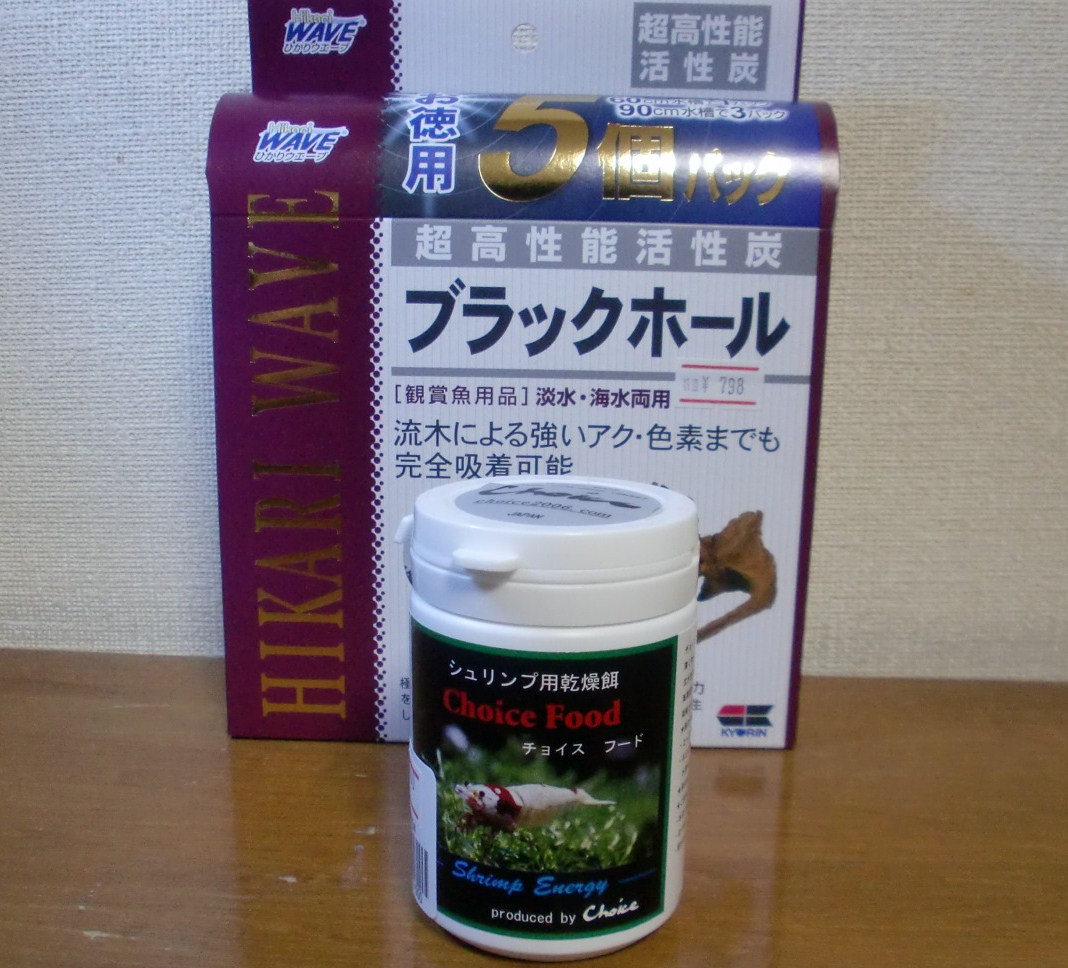 Hikari
WAVE
ひかりウエーブ
超高性能
活性炭
Hikari
WAVE
ひかりウエーブ
お徳用
5個パック
90cm水槽で3パック
HIKARI WAVE
超高性能活性炭
ブラックホール
[観賞魚用品] 淡水・海水両用
¥ 798
流木による強いアク・色素までも
完全吸着可能
KYORIN
Choice
choice2006.com
JAPAN
シュリンプ用乾燥餌
Choice Food
チョイス フード
Shrimp Energy
produced by Choice